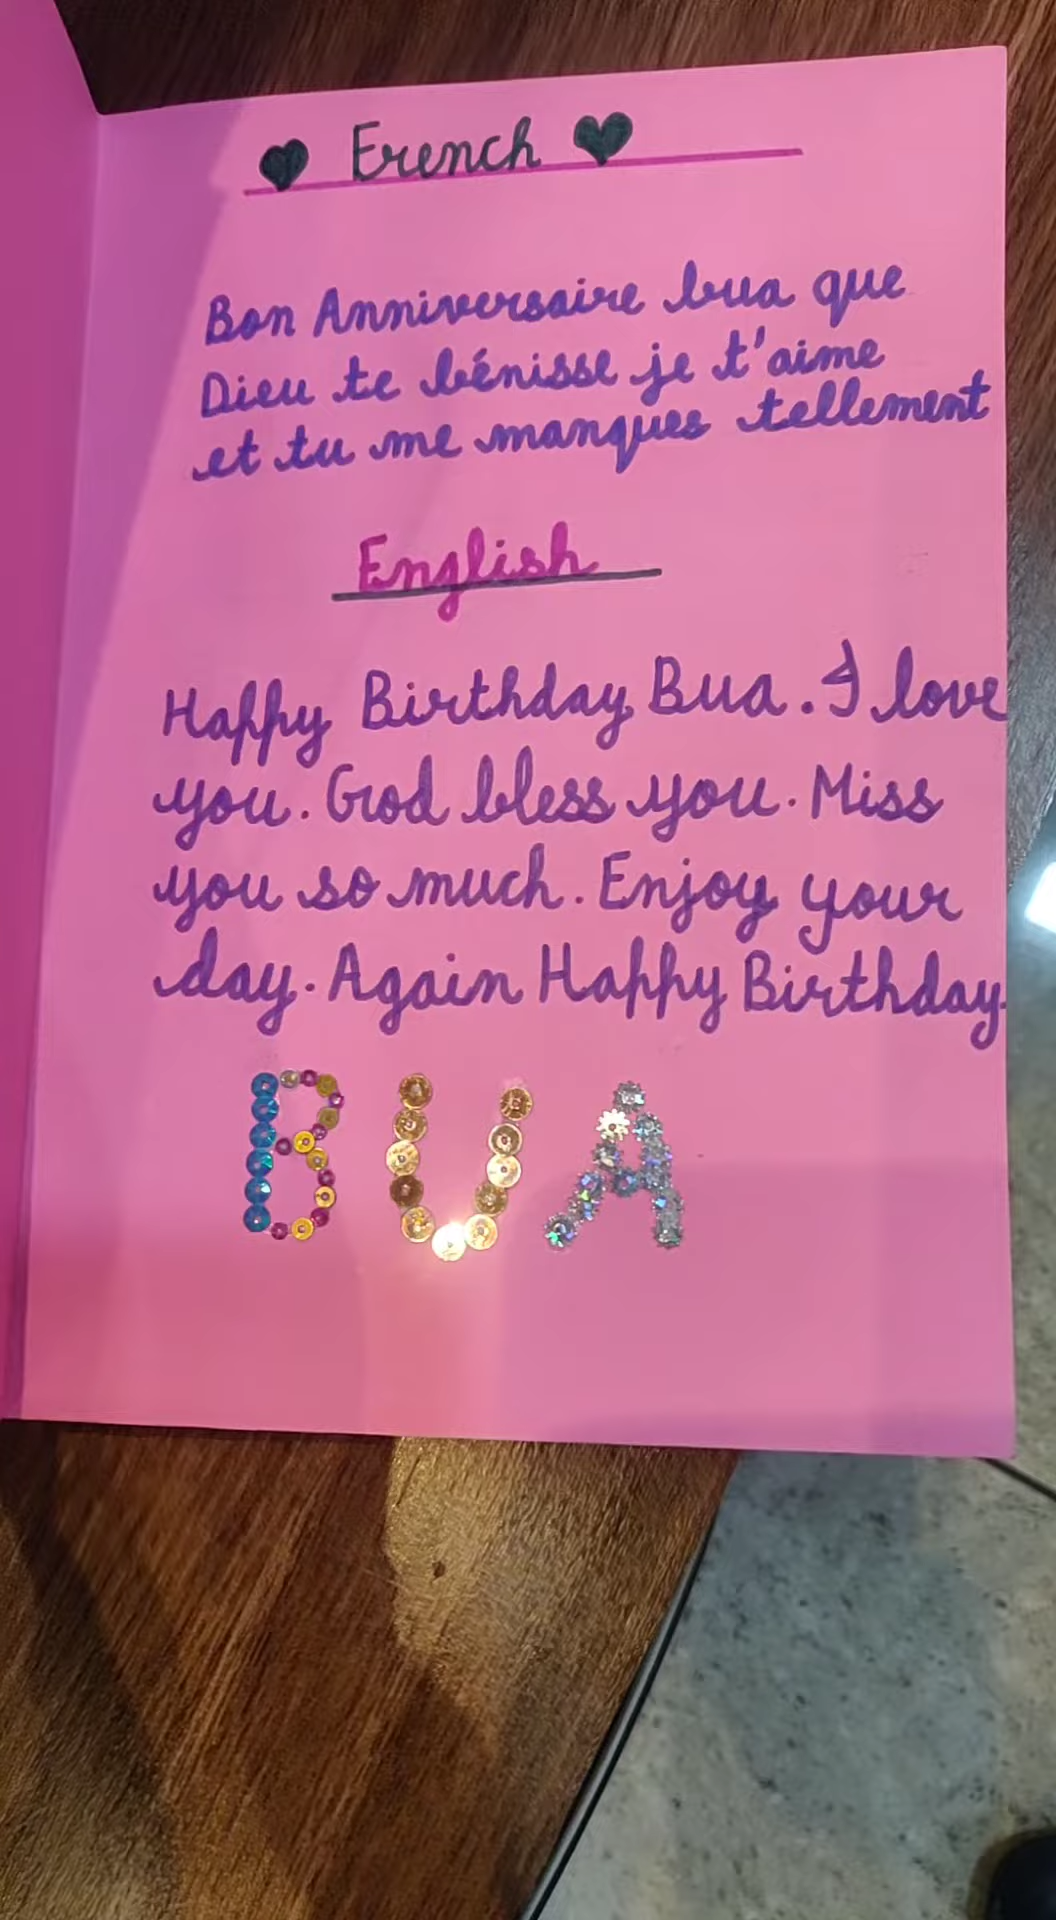 ♥ French ♥
Bon Anniversaire bua que
Dieu te bénisse je t'aime
et tu me manques tellement
English
Happy Birthday Bua. I love
you. God bless you. Miss
you so much. Enjoy your
day. Again Happy Birthday.
BUA